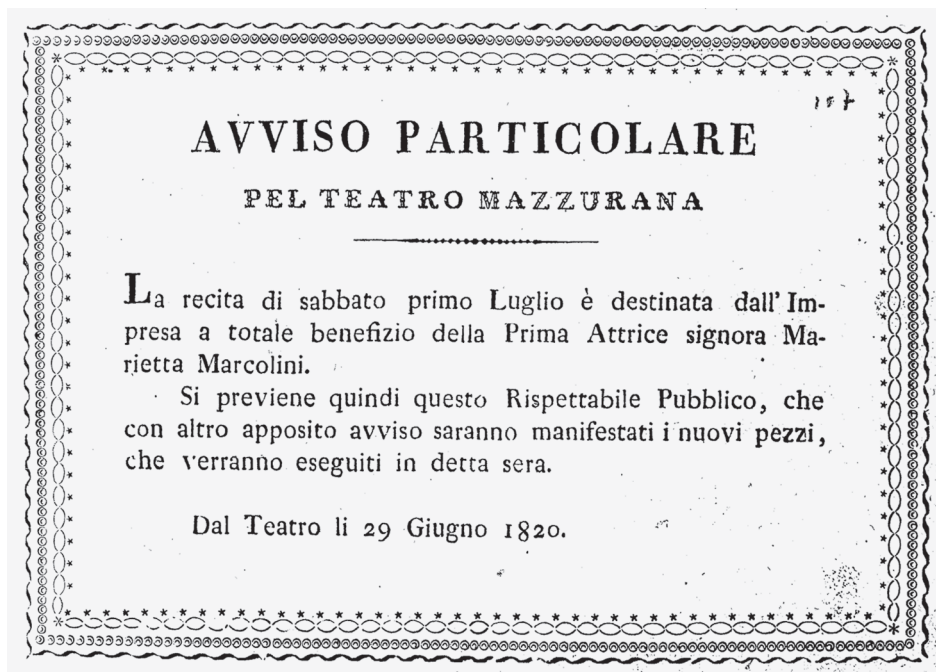 AVVISO PARTICOLARE
PEL TEATRO MAZZURANA
La recita di sabbato primo Luglio è destinata dall' Im-
presa a totale benefizio della Prima Attrice signora Ma-
rietta Marcolini.
Si previene quindi questo Rispettabile Pubblico, che
con altro apposito avviso saranno manifestati i nuovi pezzi,
che verranno eseguiti in detta sera.
Dal Teatro li 29 Giugno 1820.